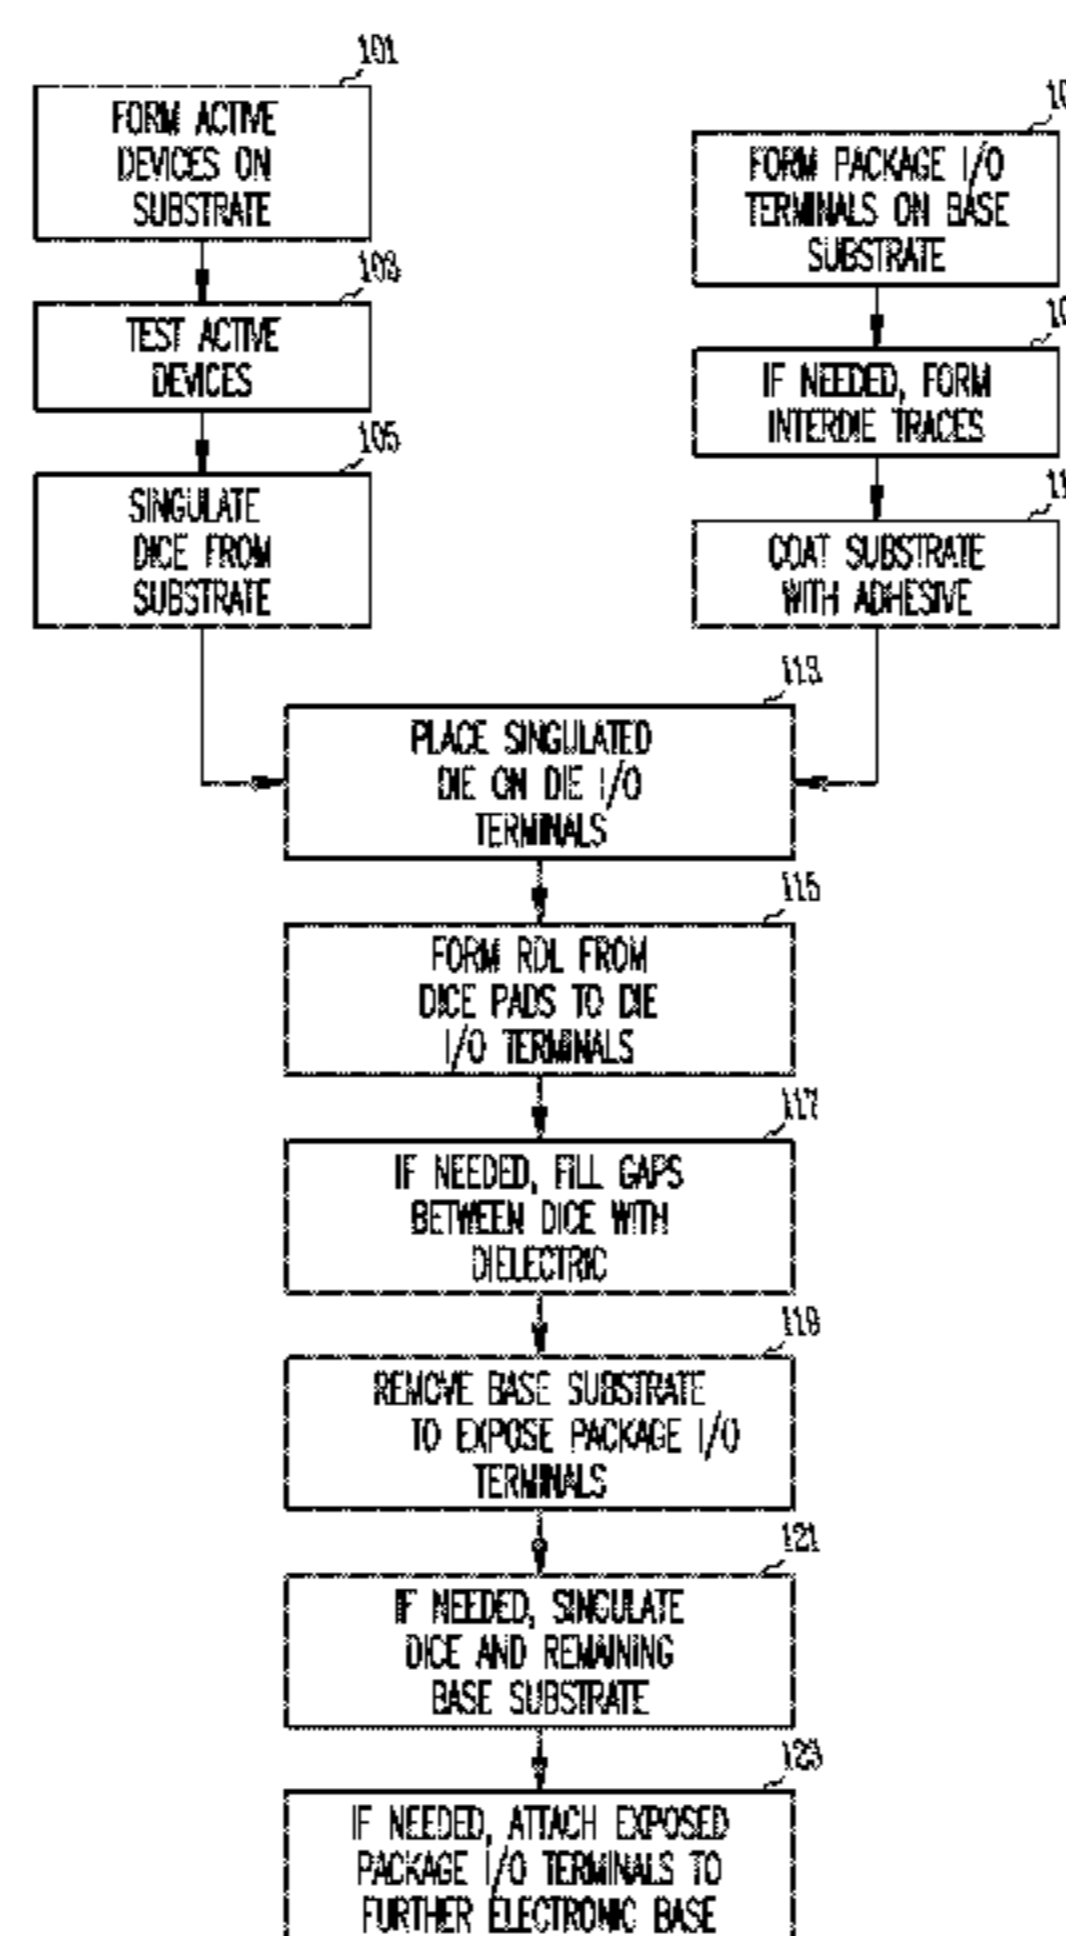 101
FORM ACTIVE
DEVICES ON
SUBSTRATE
103
TEST ACTIVE
DEVICES
105
SINGULATE
DICE FROM
SUBSTRATE
FORM PACKAGE I/O
TERMINALS ON BASE
SUBSTRATE
IF NEEDED, FORM
INTERDIE TRACES
COAT SUBSTRATE
WITH ADHESIVE
113
PLACE SINGULATED
DIE ON DIE I/O
TERMINALS
115
FORM RDL FROM
DICE PADS TO DIE
I/O TERMINALS
117
IF NEEDED, FILL GAPS
BETWEEN DICE WITH
DIELECTRIC
119
REMOVE BASE SUBSTRATE
TO EXPOSE PACKAGE I/O
TERMINALS
121
IF NEEDED, SINGULATE
DICE AND REMAINING
BASE SUBSTRATE
123
IF NEEDED, ATTACH EXPOSED
PACKAGE I/O TERMINALS TO
FURTHER ELECTRONIC BASE